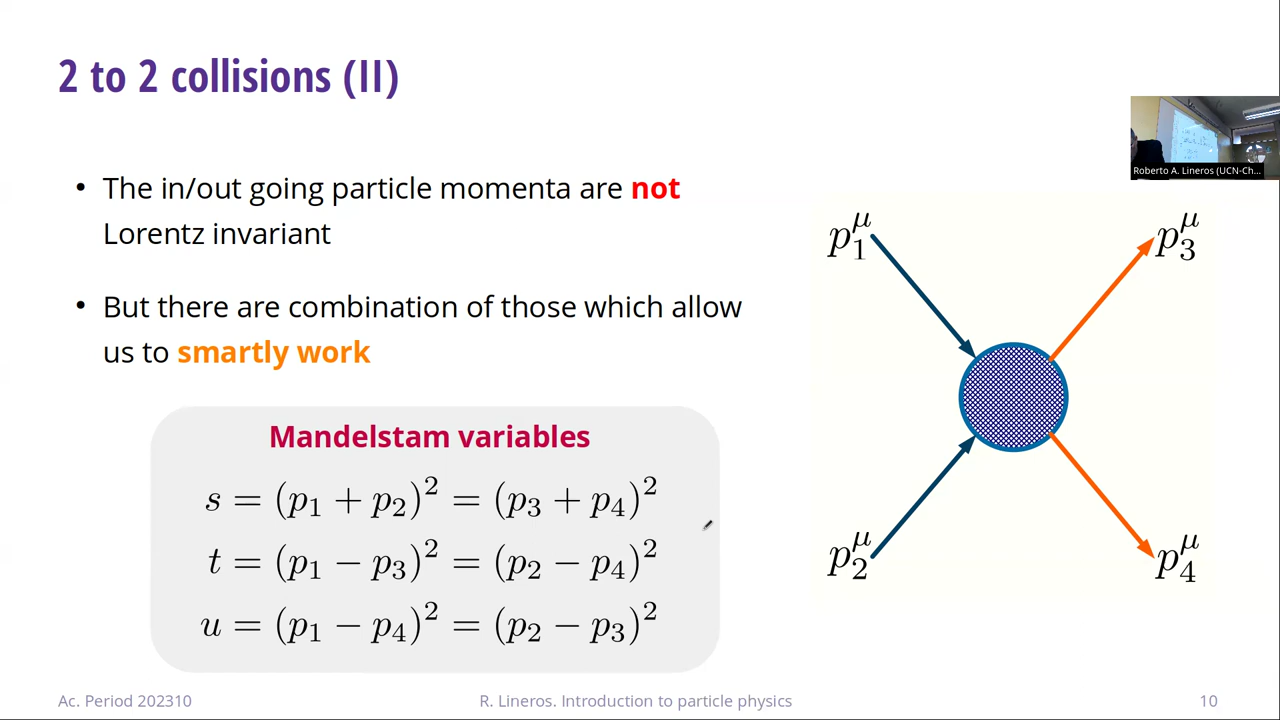 2 to 2 collisions (II)
• The in/out going particle momenta are not
Lorentz invariant
• But there are combination of those which allow
us to smartly work
Mandelstam variables
s = (p₁ + p₂)² = (p₃ + p₄)²
t = (p₁ − p₃)² = (p₂ − p₄)²
u = (p₁ − p₄)² = (p₂ − p₃)²
Roberto A. Lineros (UCN-Ch...
p₁^μ
p₃^μ
p₂^μ
p₄^μ
Ac. Period 202310
R. Lineros. Introduction to particle physics
10